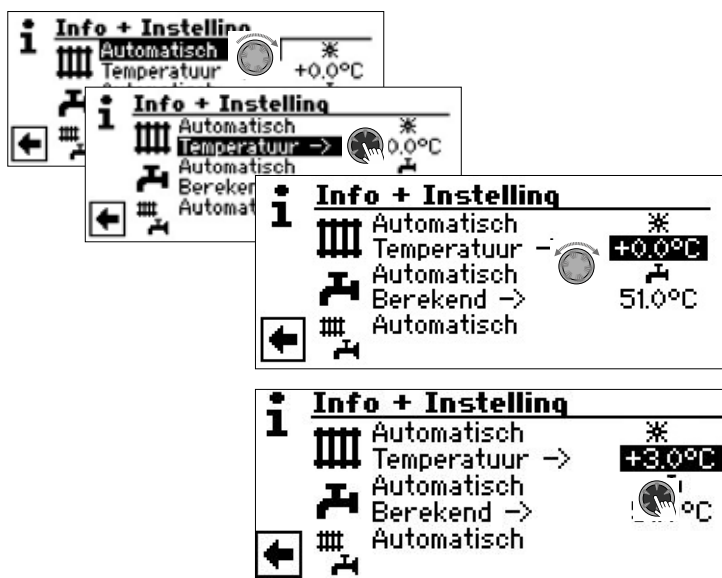 Info + Instelling
Automatisch
Temperatuur +0.0°C
Info + Instelling
Automatisch
Temperatuur -> 0.0°C
Automatisch
Automat
Info + Instelling
Automatisch
Temperatuur - +0.0°C
Automatisch
Berekend -> 51.0°C
Automatisch
Info + Instelling
Automatisch
Temperatuur -> +3.0°C
Automatisch
Berekend -> °C
Automatisch